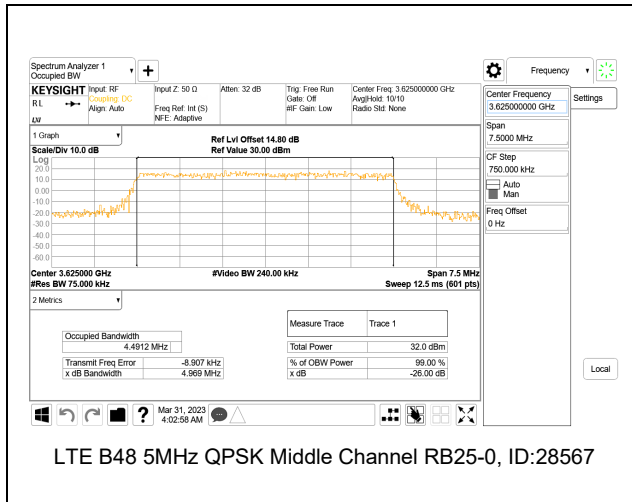 Spectrum Analyzer 1
Occupied BW
Frequency
KEYSIGHT
Input: RF
Coupling: DC
Align: Auto
RL
LXI
Input Z: 50 Ω
Freq Ref: Int (S)
NFE: Adaptive
Atten: 32 dB
Trig: Free Run
Gate: Off
#IF Gain: Low
Center Freq: 3.625000000 GHz
Avg|Hold: 10/10
Radio Std: None
Center Frequency
3.625000000 GHz
Settings
Span
7.5000 MHz
CF Step
750.000 kHz
Auto
Man
Freq Offset
0 Hz
1 Graph
Scale/Div 10.0 dB
Ref Lvl Offset 14.80 dB
Ref Value 30.00 dBm
Log
20.0
10.0
0.00
-10.0
-20.0
-30.0
-40.0
-50.0
-60.0
Center 3.625000 GHz
#Res BW 75.000 kHz
#Video BW 240.00 kHz
Span 7.5 MHz
Sweep 12.5 ms (601 pts)
2 Metrics
Measure Trace Trace 1
Occupied Bandwidth
4.4912 MHz
Total Power 32.0 dBm
Transmit Freq Error -8.907 kHz
% of OBW Power 99.00 %
x dB Bandwidth 4.969 MHz
x dB -26.00 dB
Local
?
Mar 31, 2023
4:02:58 AM
LTE B48 5MHz QPSK Middle Channel RB25-0, ID:28567